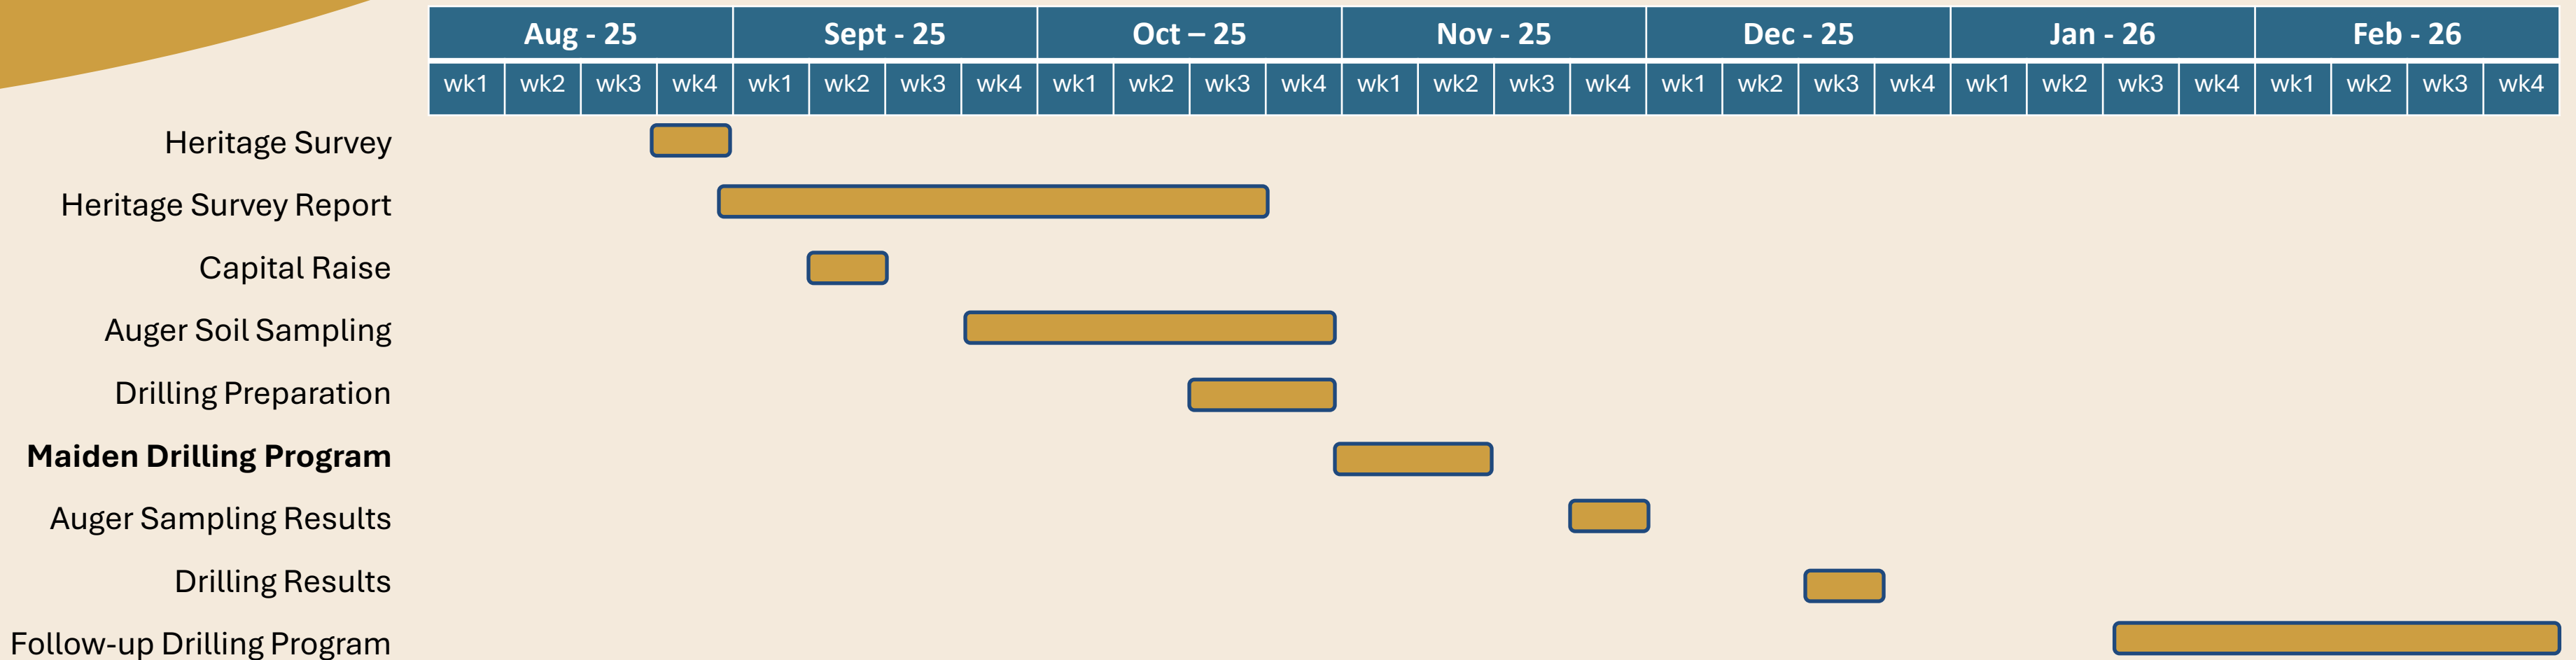 Aug - 25 Sept - 25 Oct – 25 Nov - 25 Dec - 25 Jan - 26 Feb - 26
wk1 wk2 wk3 wk4 wk1 wk2 wk3 wk4 wk1 wk2 wk3 wk4 wk1 wk2 wk3 wk4 wk1 wk2 wk3 wk4 wk1 wk2 wk3 wk4 wk1 wk2 wk3 wk4
Heritage Survey
Heritage Survey Report
Capital Raise
Auger Soil Sampling
Drilling Preparation
Maiden Drilling Program
Auger Sampling Results
Drilling Results
Follow-up Drilling Program